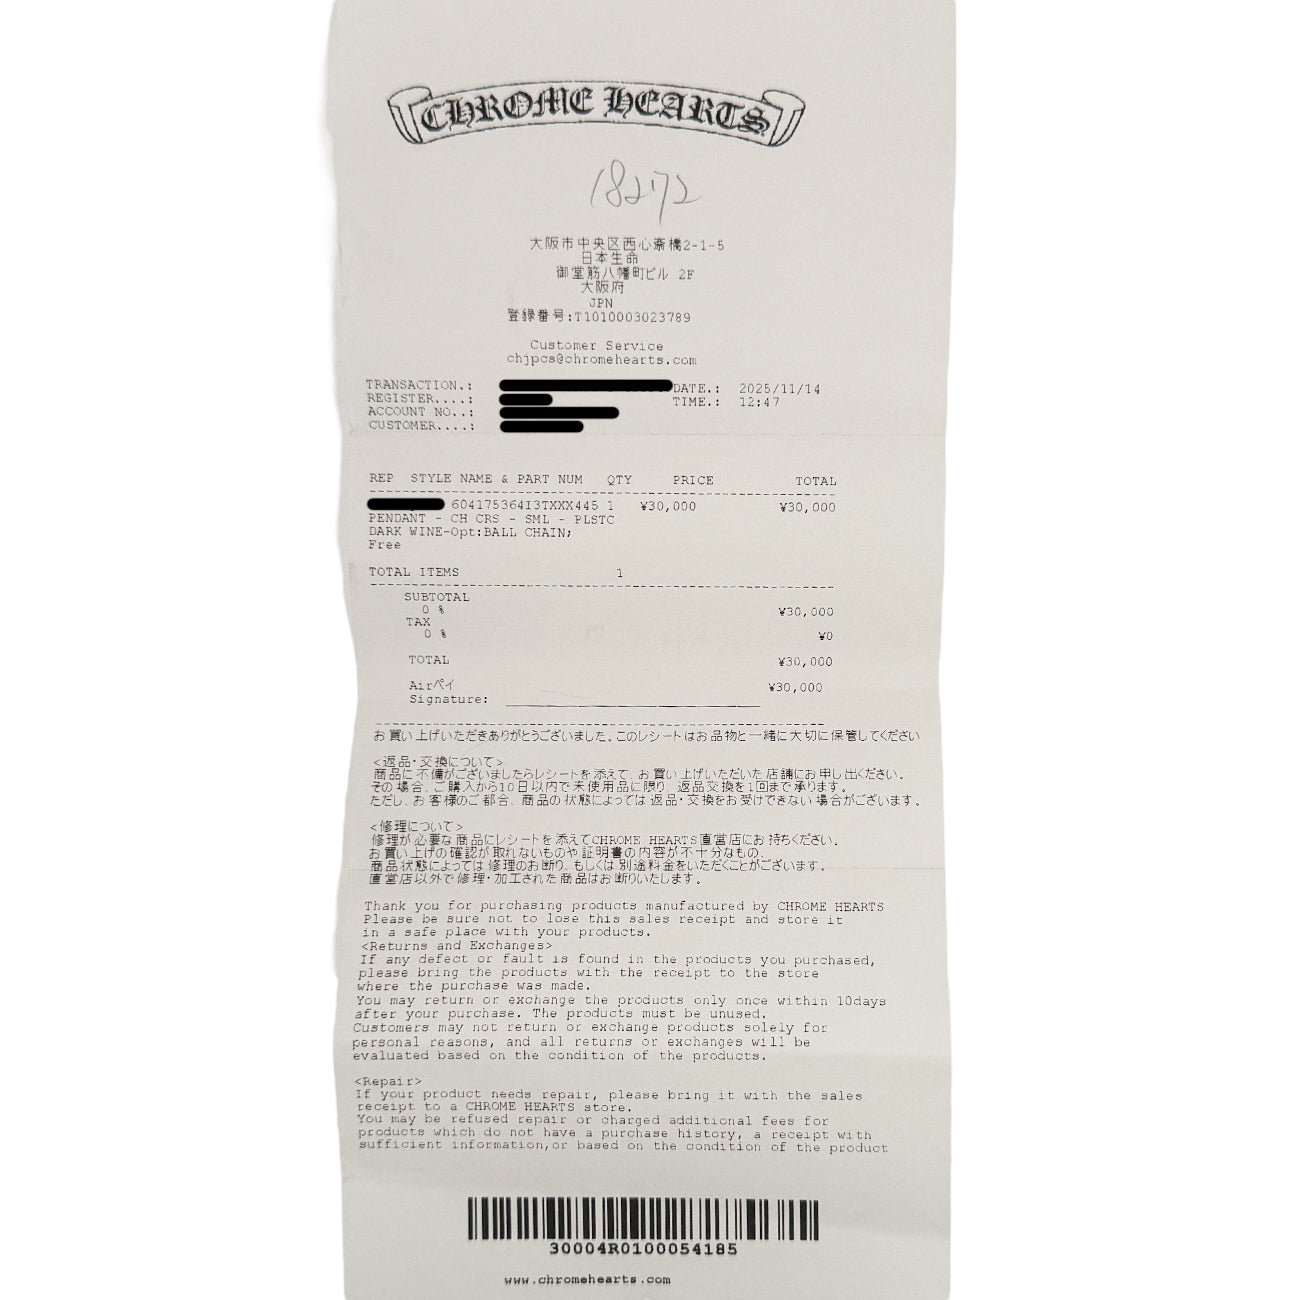 CHROME HEARTS
18272
大阪市中央区西心斎橋2-1-5
日本生命
御堂筋八幡町ビル 2F
大阪府
JPN
登録番号:T1010003023789
Customer Service
chjpcs@chromehearts.com
TRANSACTION.: DATE.: 2025/11/14
REGISTER....: TIME.: 12:47
ACCOUNT NO..:
CUSTOMER....:
REP STYLE NAME & PART NUM QTY PRICE TOTAL
604175364I3TXXX445 1 ¥30,000 ¥30,000
PENDANT - CH CRS - SML - PLSTC
DARK WINE-Opt:BALL CHAIN;
Free
TOTAL ITEMS 1
SUBTOTAL
0 % ¥30,000
TAX
0 % ¥0
TOTAL ¥30,000
Airペイ ¥30,000
Signature:
お買い上げいただきありがとうございました。このレシートはお品物と一緒に大切に保管してください
<返品・交換について>
商品に不備がございましたらレシートを添えて、お買い上げいただいた店舗にお申し出ください。
その場合、ご購入から10日以内で未使用品に限り、返品交換を1回まで承ります。
ただし、お客様のご都合、商品の状態によっては返品・交換をお受けできない場合がございます。
<修理について>
修理が必要な商品にレシートを添えてCHROME HEARTS直営店にお持ちください。
お買い上げの確認が取れないものや証明書の内容が不十分なもの、
商品状態によっては修理のお断り、もしくは別途料金をいただくことがございます。
直営店以外で修理・加工された商品はお断りいたします。
Thank you for purchasing products manufactured by CHROME HEARTS
Please be sure not to lose this sales receipt and store it
in a safe place with your products.
<Returns and Exchanges>
If any defect or fault is found in the products you purchased,
please bring the products with the receipt to the store
where the purchase was made.
You may return or exchange the products only once within 10days
after your purchase. The products must be unused.
Customers may not return or exchange products solely for
personal reasons, and all returns or exchanges will be
evaluated based on the condition of the products.
<Repair>
If your product needs repair, please bring it with the sales
receipt to a CHROME HEARTS store.
You may be refused repair or charged additional fees for
products which do not have a purchase history, a receipt with
sufficient information,or based on the condition of the product
30004R0100054185
www.chromehearts.com